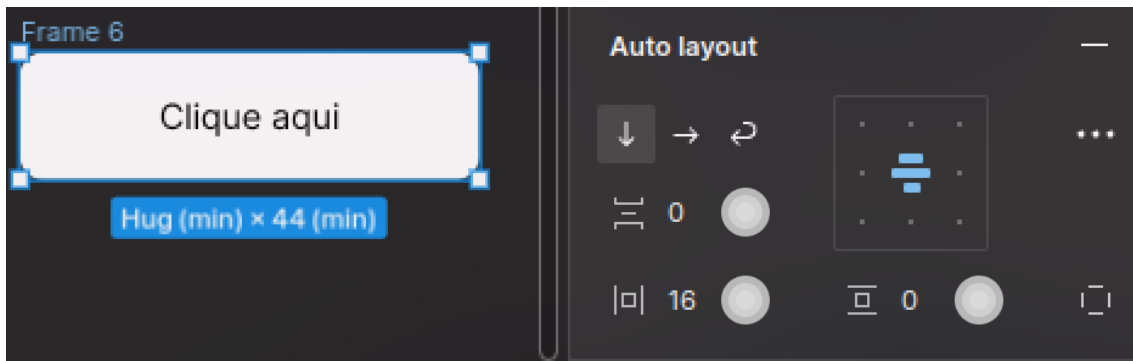 Frame 6
Clique aqui
Hug (min) × 44 (min)
Auto layout
0
16
0